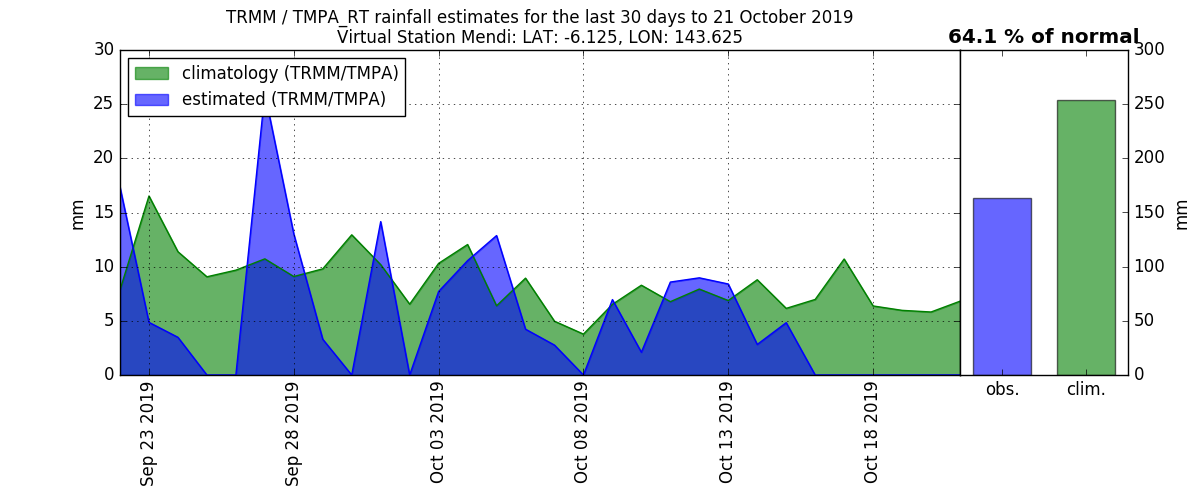 TRMM / TMPA_RT rainfall estimates for the last 30 days to 21 October 2019
Virtual Station Mendi: LAT: -6.125, LON: 143.625
64.1 % of normal
climatology (TRMM/TMPA)
estimated (TRMM/TMPA)
30
25
20
15
10
5
0
mm
Sep 23 2019
Sep 28 2019
Oct 03 2019
Oct 08 2019
Oct 13 2019
Oct 18 2019
300
250
200
150
100
50
0
mm
obs.
clim.